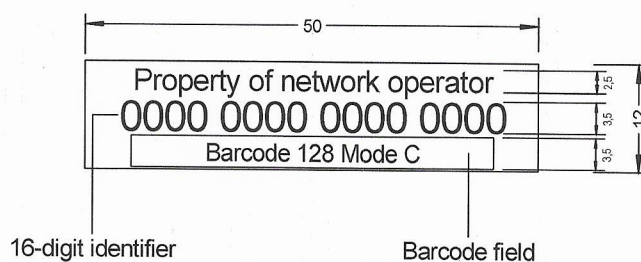 50
Property of network operator
2,5
0000 0000 0000 0000
3,5
12
Barcode 128 Mode C
3,5
16-digit identifier
Barcode field